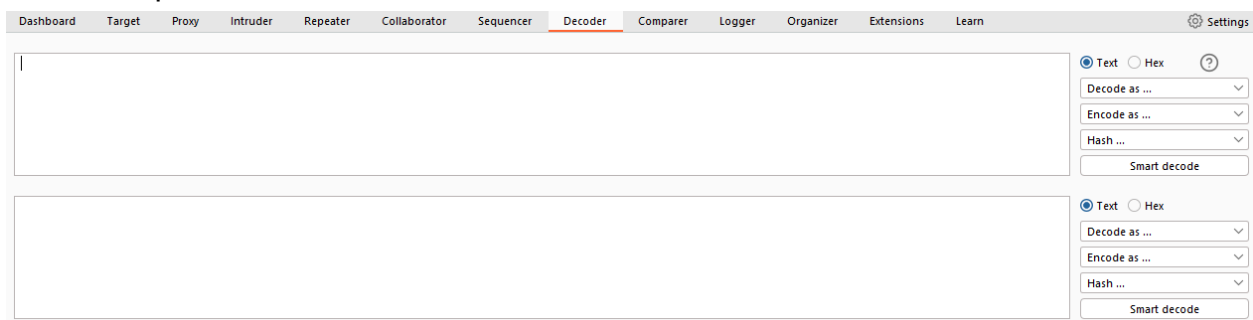 Dashboard Target Proxy Intruder Repeater Collaborator Sequencer Decoder Comparer Logger Organizer Extensions Learn Settings
Text Hex ?
Decode as ...
Encode as ...
Hash ...
Smart decode
Text Hex
Decode as ...
Encode as ...
Hash ...
Smart decode